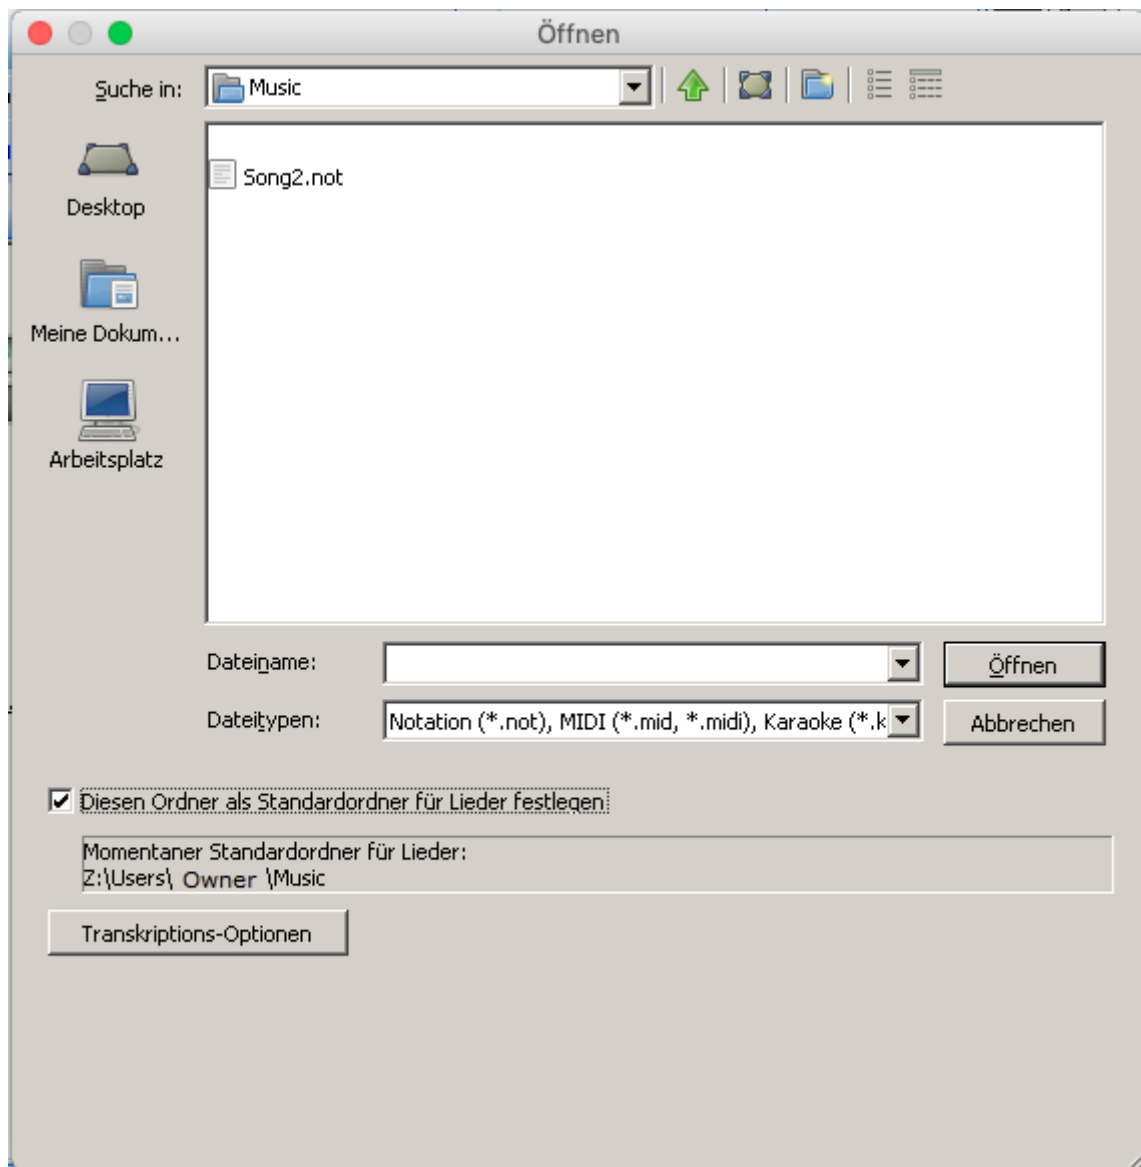 Öffnen
Suche in: Music
Song2.not
Desktop
Meine Dokum...
Arbeitsplatz
Dateiname: Öffnen
Dateitypen: Notation (*.not), MIDI (*.mid, *.midi), Karaoke (*.k Abbrechen
Diesen Ordner als Standardordner für Lieder festlegen
Momentaner Standardordner für Lieder:
Z:\Users\ Owner \Music
Transkriptions-Optionen